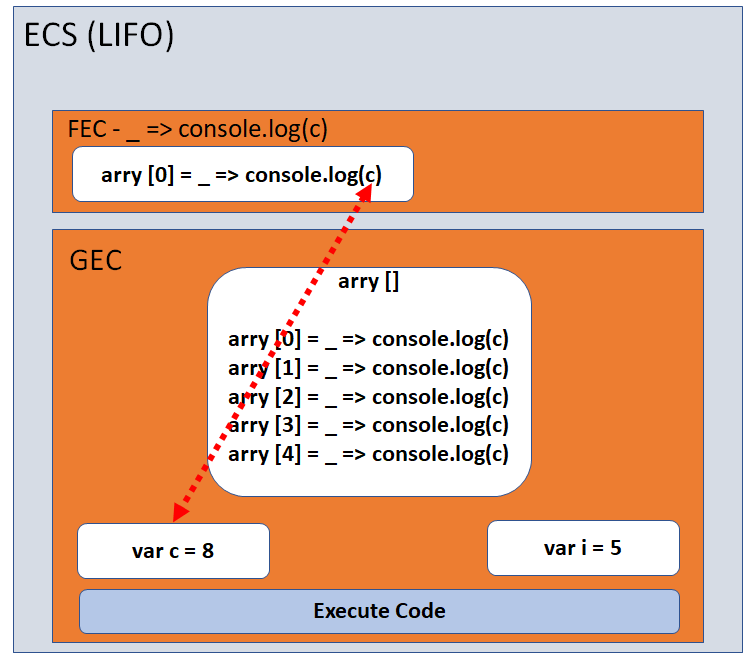 ECS (LIFO)
FEC - _ => console.log(c)
arry [0] = _ => console.log(c)
GEC
arry []
arry [0] = _ => console.log(c)
arry [1] = _ => console.log(c)
arry [2] = _ => console.log(c)
arry [3] = _ => console.log(c)
arry [4] = _ => console.log(c)
var c = 8
var i = 5
Execute Code